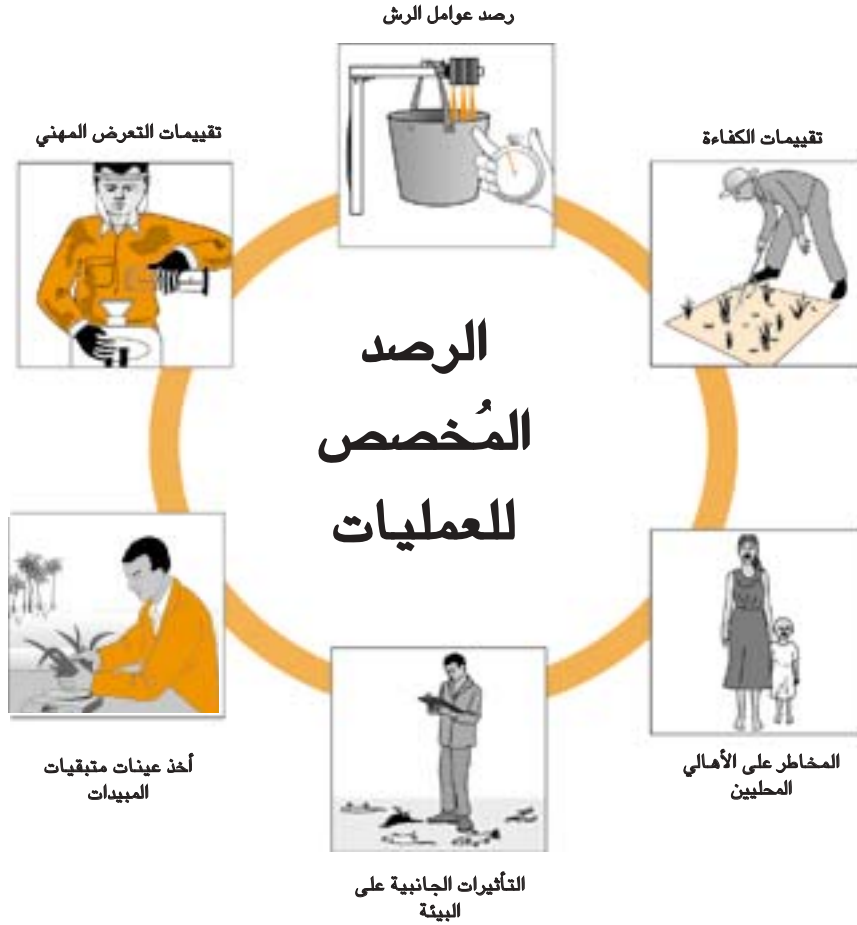 رصد عوامل الرش
تقييمات الكفاءة
تقييمات التعرض المهني
الرصد
المُخصص
للعمليات
المخاطر على الأهالي
المحليين
أخذ عينات متبقيات
المبيدات
التأثيرات الجانبية على
البيئة